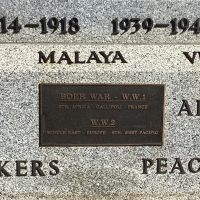 14-1918 1939-194
MALAYA
BOER WAR - W.W.1
STH. AFRICA - GALLIPOLI - FRANCE
W.W.2
MIDDLE EAST - EUROPE - STH. WEST PACIFIC
KERS PEAC